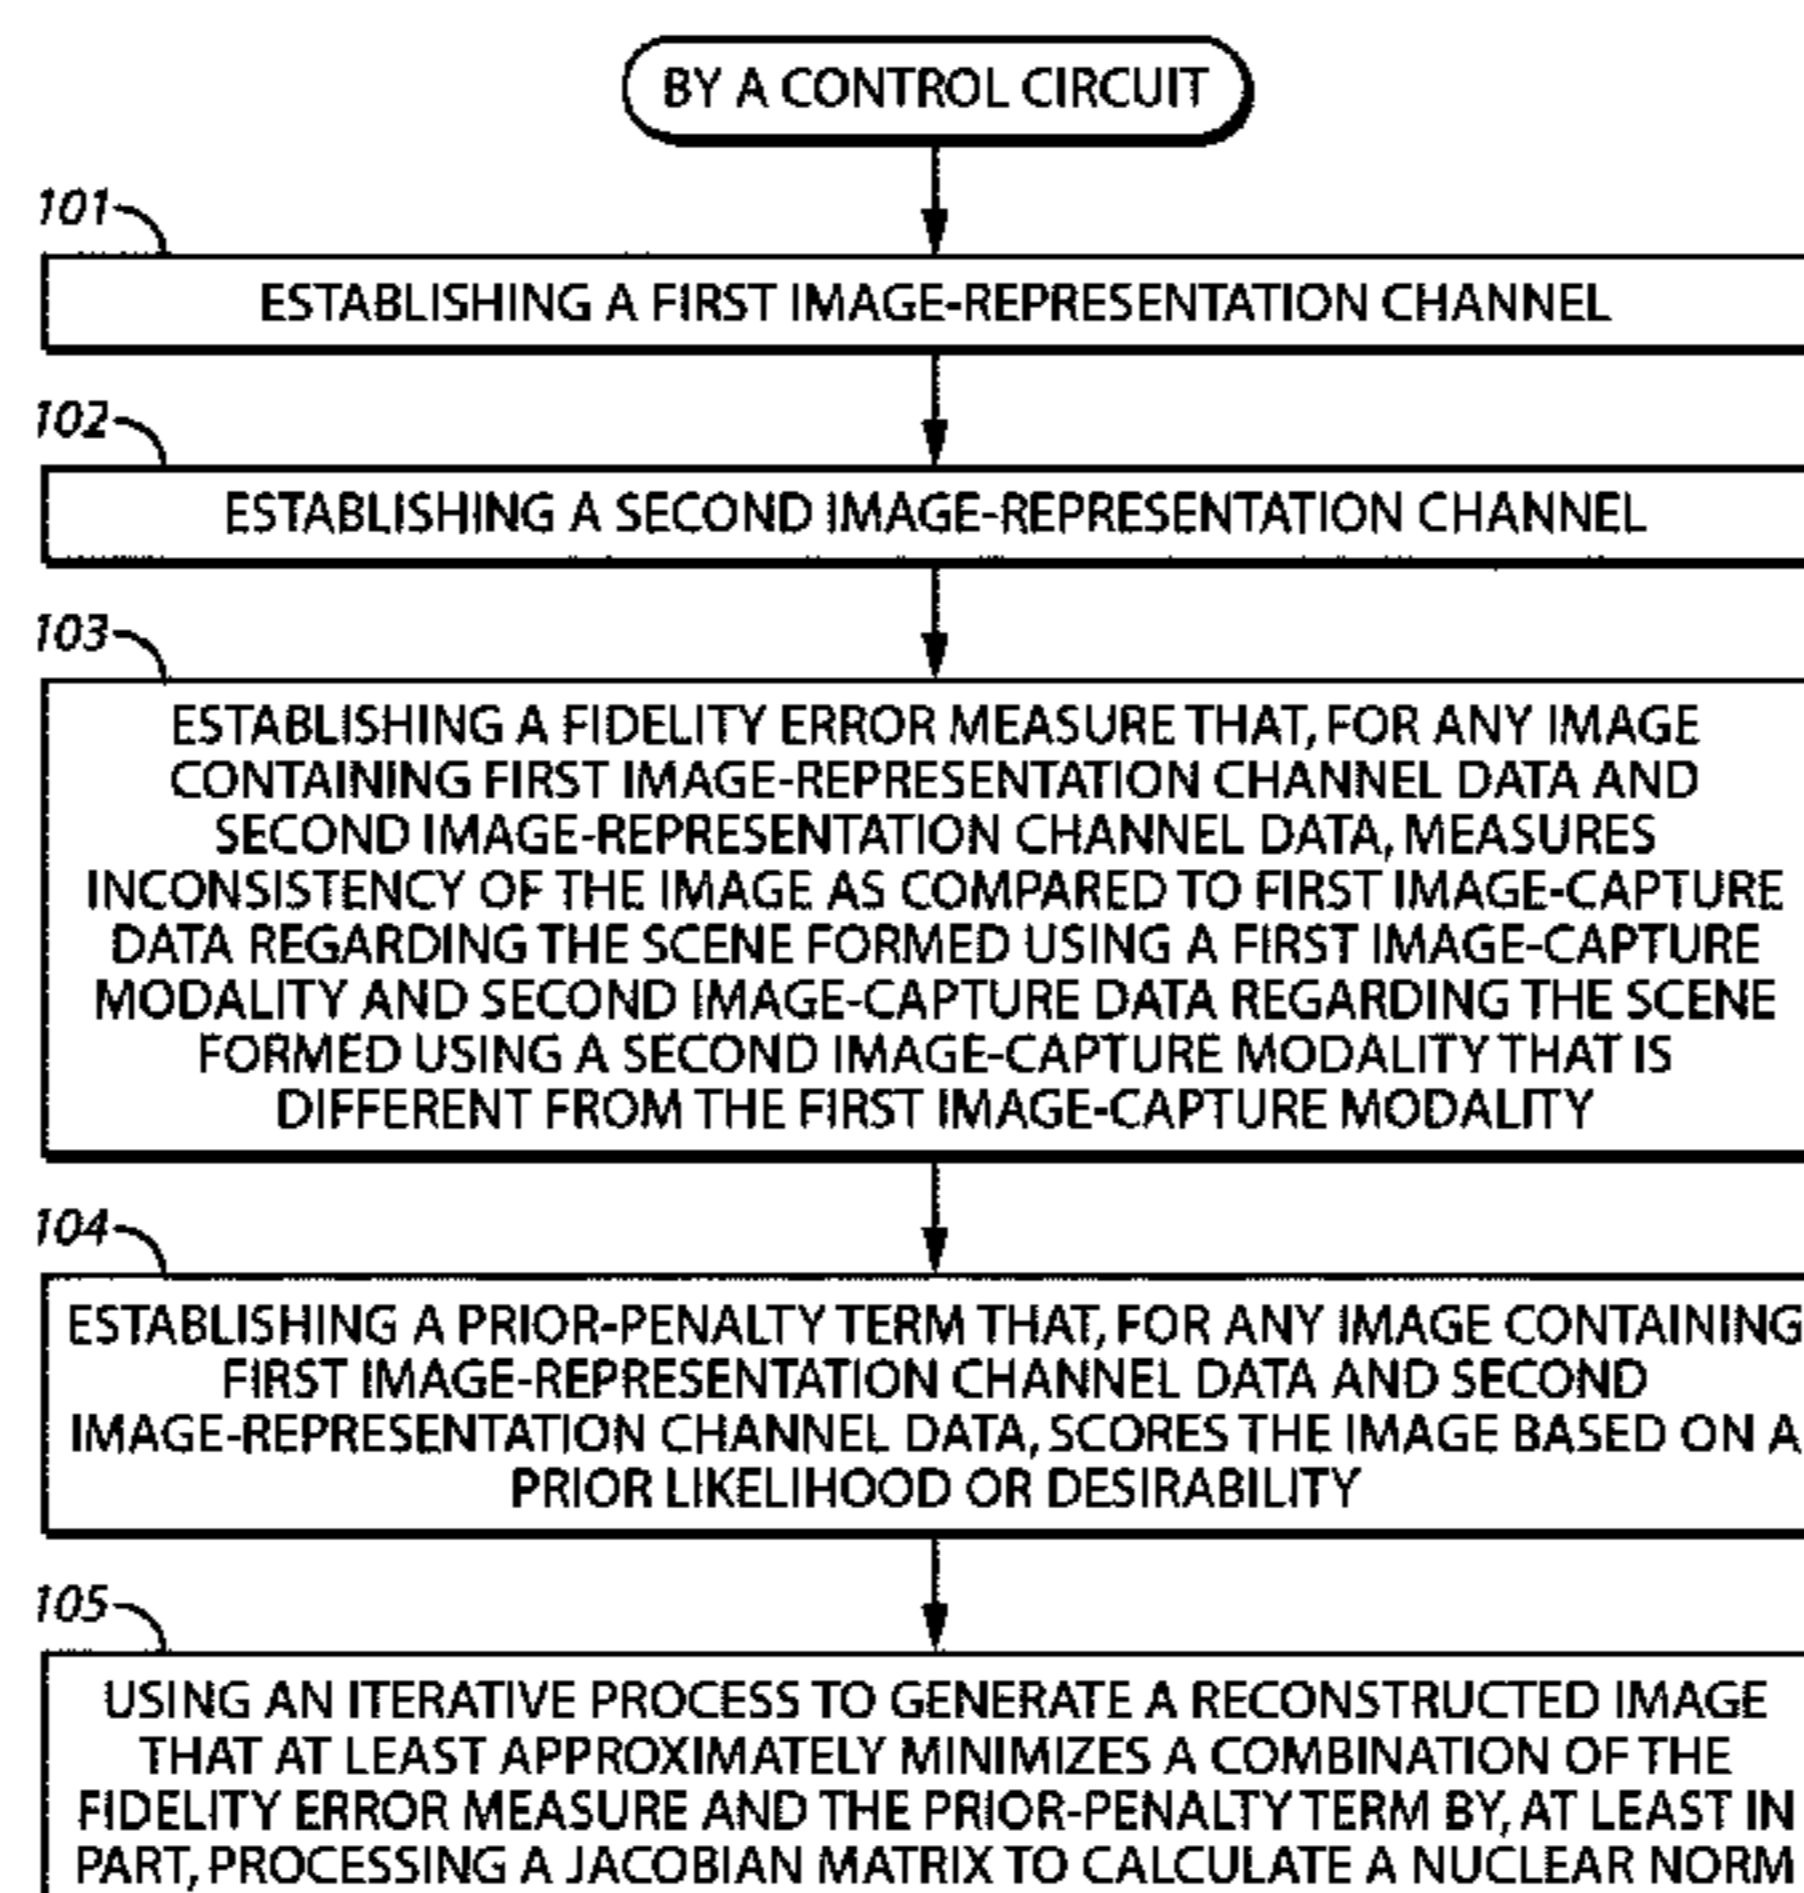 BY A CONTROL CIRCUIT
101
ESTABLISHING A FIRST IMAGE-REPRESENTATION CHANNEL
102
ESTABLISHING A SECOND IMAGE-REPRESENTATION CHANNEL
103
ESTABLISHING A FIDELITY ERROR MEASURE THAT, FOR ANY IMAGE
CONTAINING FIRST IMAGE-REPRESENTATION CHANNEL DATA AND
SECOND IMAGE-REPRESENTATION CHANNEL DATA, MEASURES
INCONSISTENCY OF THE IMAGE AS COMPARED TO FIRST IMAGE-CAPTURE
DATA REGARDING THE SCENE FORMED USING A FIRST IMAGE-CAPTURE
MODALITY AND SECOND IMAGE-CAPTURE DATA REGARDING THE SCENE
FORMED USING A SECOND IMAGE-CAPTURE MODALITY THAT IS
DIFFERENT FROM THE FIRST IMAGE-CAPTURE MODALITY
104
ESTABLISHING A PRIOR-PENALTY TERM THAT, FOR ANY IMAGE CONTAINING
FIRST IMAGE-REPRESENTATION CHANNEL DATA AND SECOND
IMAGE-REPRESENTATION CHANNEL DATA, SCORES THE IMAGE BASED ON A
PRIOR LIKELIHOOD OR DESIRABILITY
105
USING AN ITERATIVE PROCESS TO GENERATE A RECONSTRUCTED IMAGE
THAT AT LEAST APPROXIMATELY MINIMIZES A COMBINATION OF THE
FIDELITY ERROR MEASURE AND THE PRIOR-PENALTY TERM BY, AT LEAST IN
PART, PROCESSING A JACOBIAN MATRIX TO CALCULATE A NUCLEAR NORM